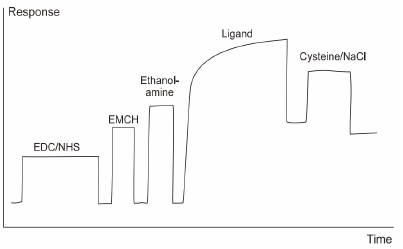 Response
Ligand
Cysteine/NaCl
Ethanol-
amine
EMCH
EDC/NHS
Time